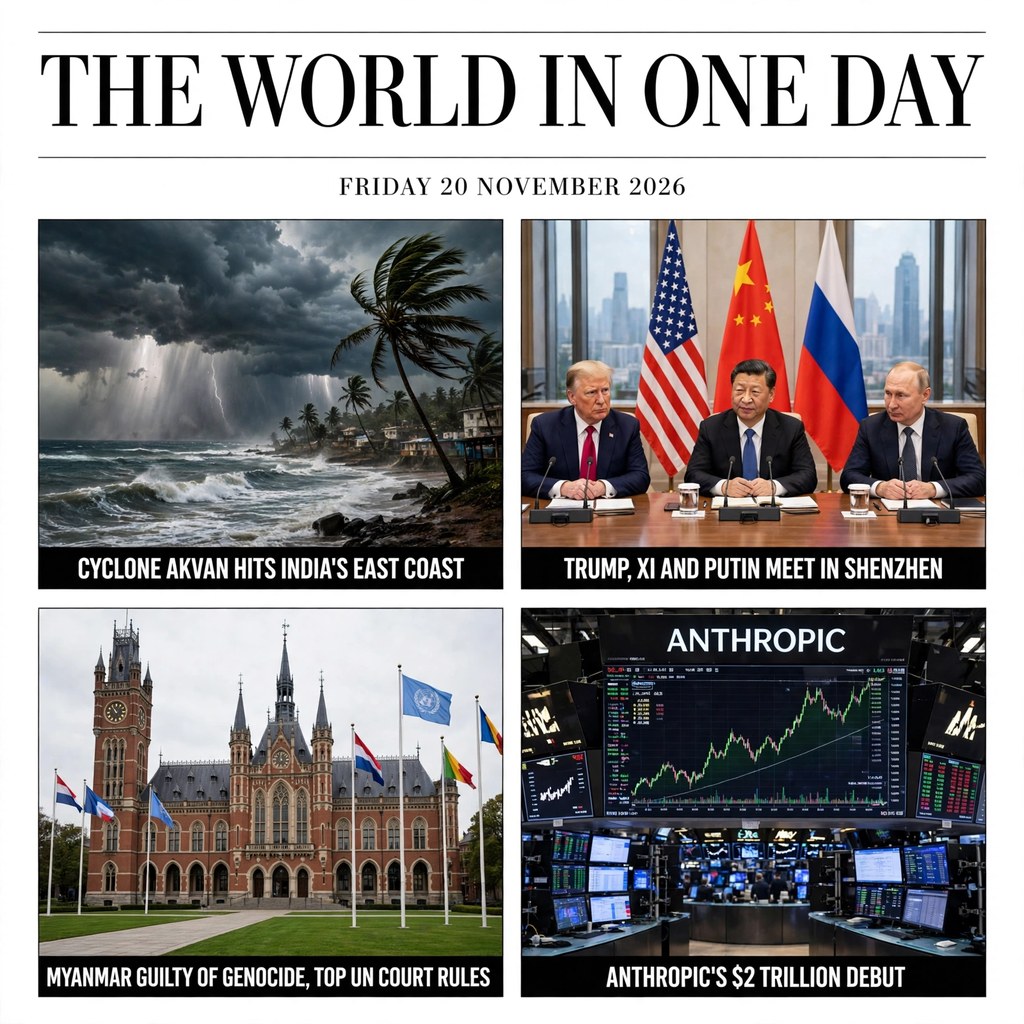 THE WORLD IN ONE DAY
FRIDAY 20 NOVEMBER 2026
CYCLONE AKVAN HITS INDIA'S EAST COAST
TRUMP, XI AND PUTIN MEET IN SHENZHEN
MYANMAR GUILTY OF GENOCIDE, TOP UN COURT RULES
ANTHROPIC
ANTHROPIC'S $2 TRILLION DEBUT